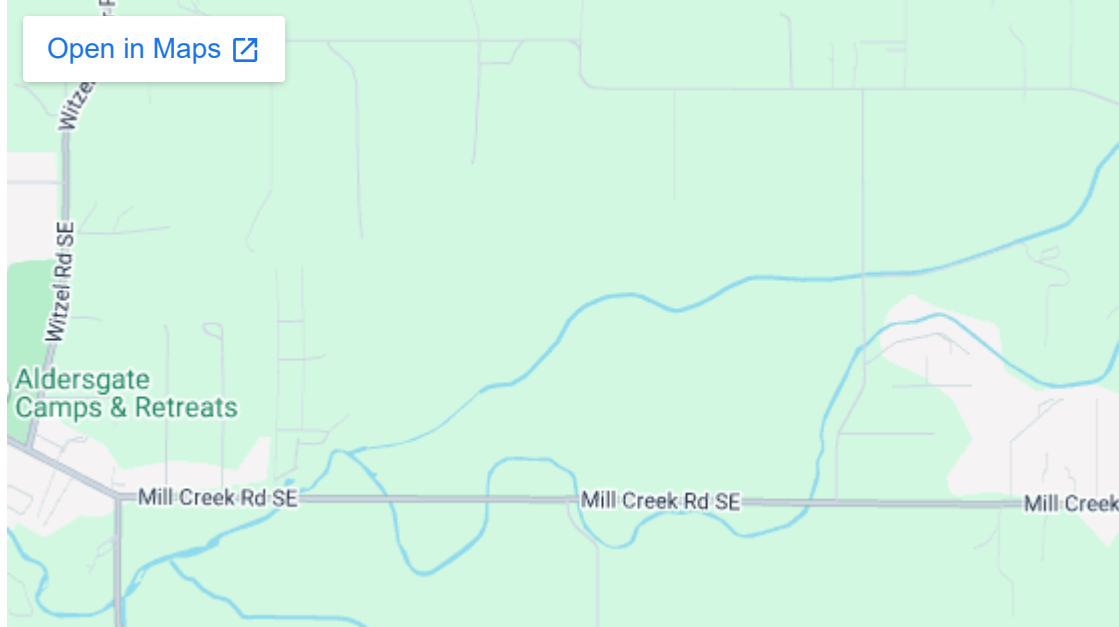 Open in Maps
Witzel Rd SE
Aldersgate
Camps & Retreats
Mill Creek Rd SE
Mill Creek Rd SE
Mill Creek